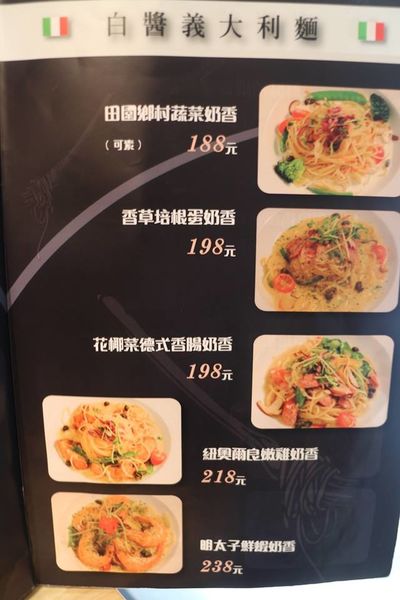 白醬義大利麵
田園鄉村蔬菜奶香
(可素) 188元
香草培根蛋奶香
198元
花椰菜德式香腸奶香
198元
紐奧爾良嫩雞奶香
218元
明太子鮮蝦奶香
238元